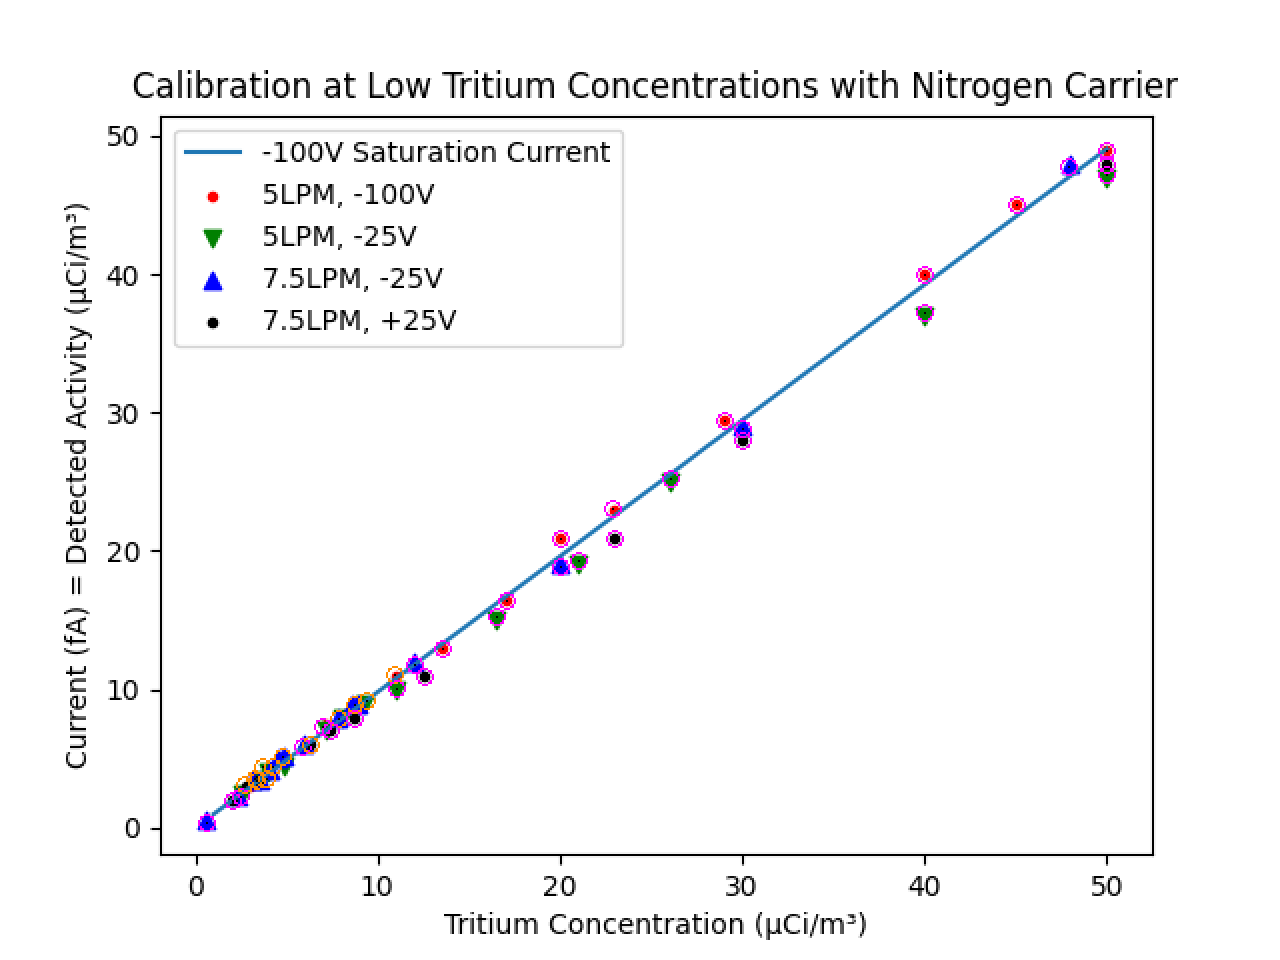 Calibration at Low Tritium Concentrations with Nitrogen Carrier
-100V Saturation Current
5LPM, -100V
5LPM, -25V
7.5LPM, -25V
7.5LPM, +25V
Current (fA) = Detected Activity (μCi/m³)
50
40
30
20
10
0
0 10 20 30 40 50
Tritium Concentration (μCi/m³)